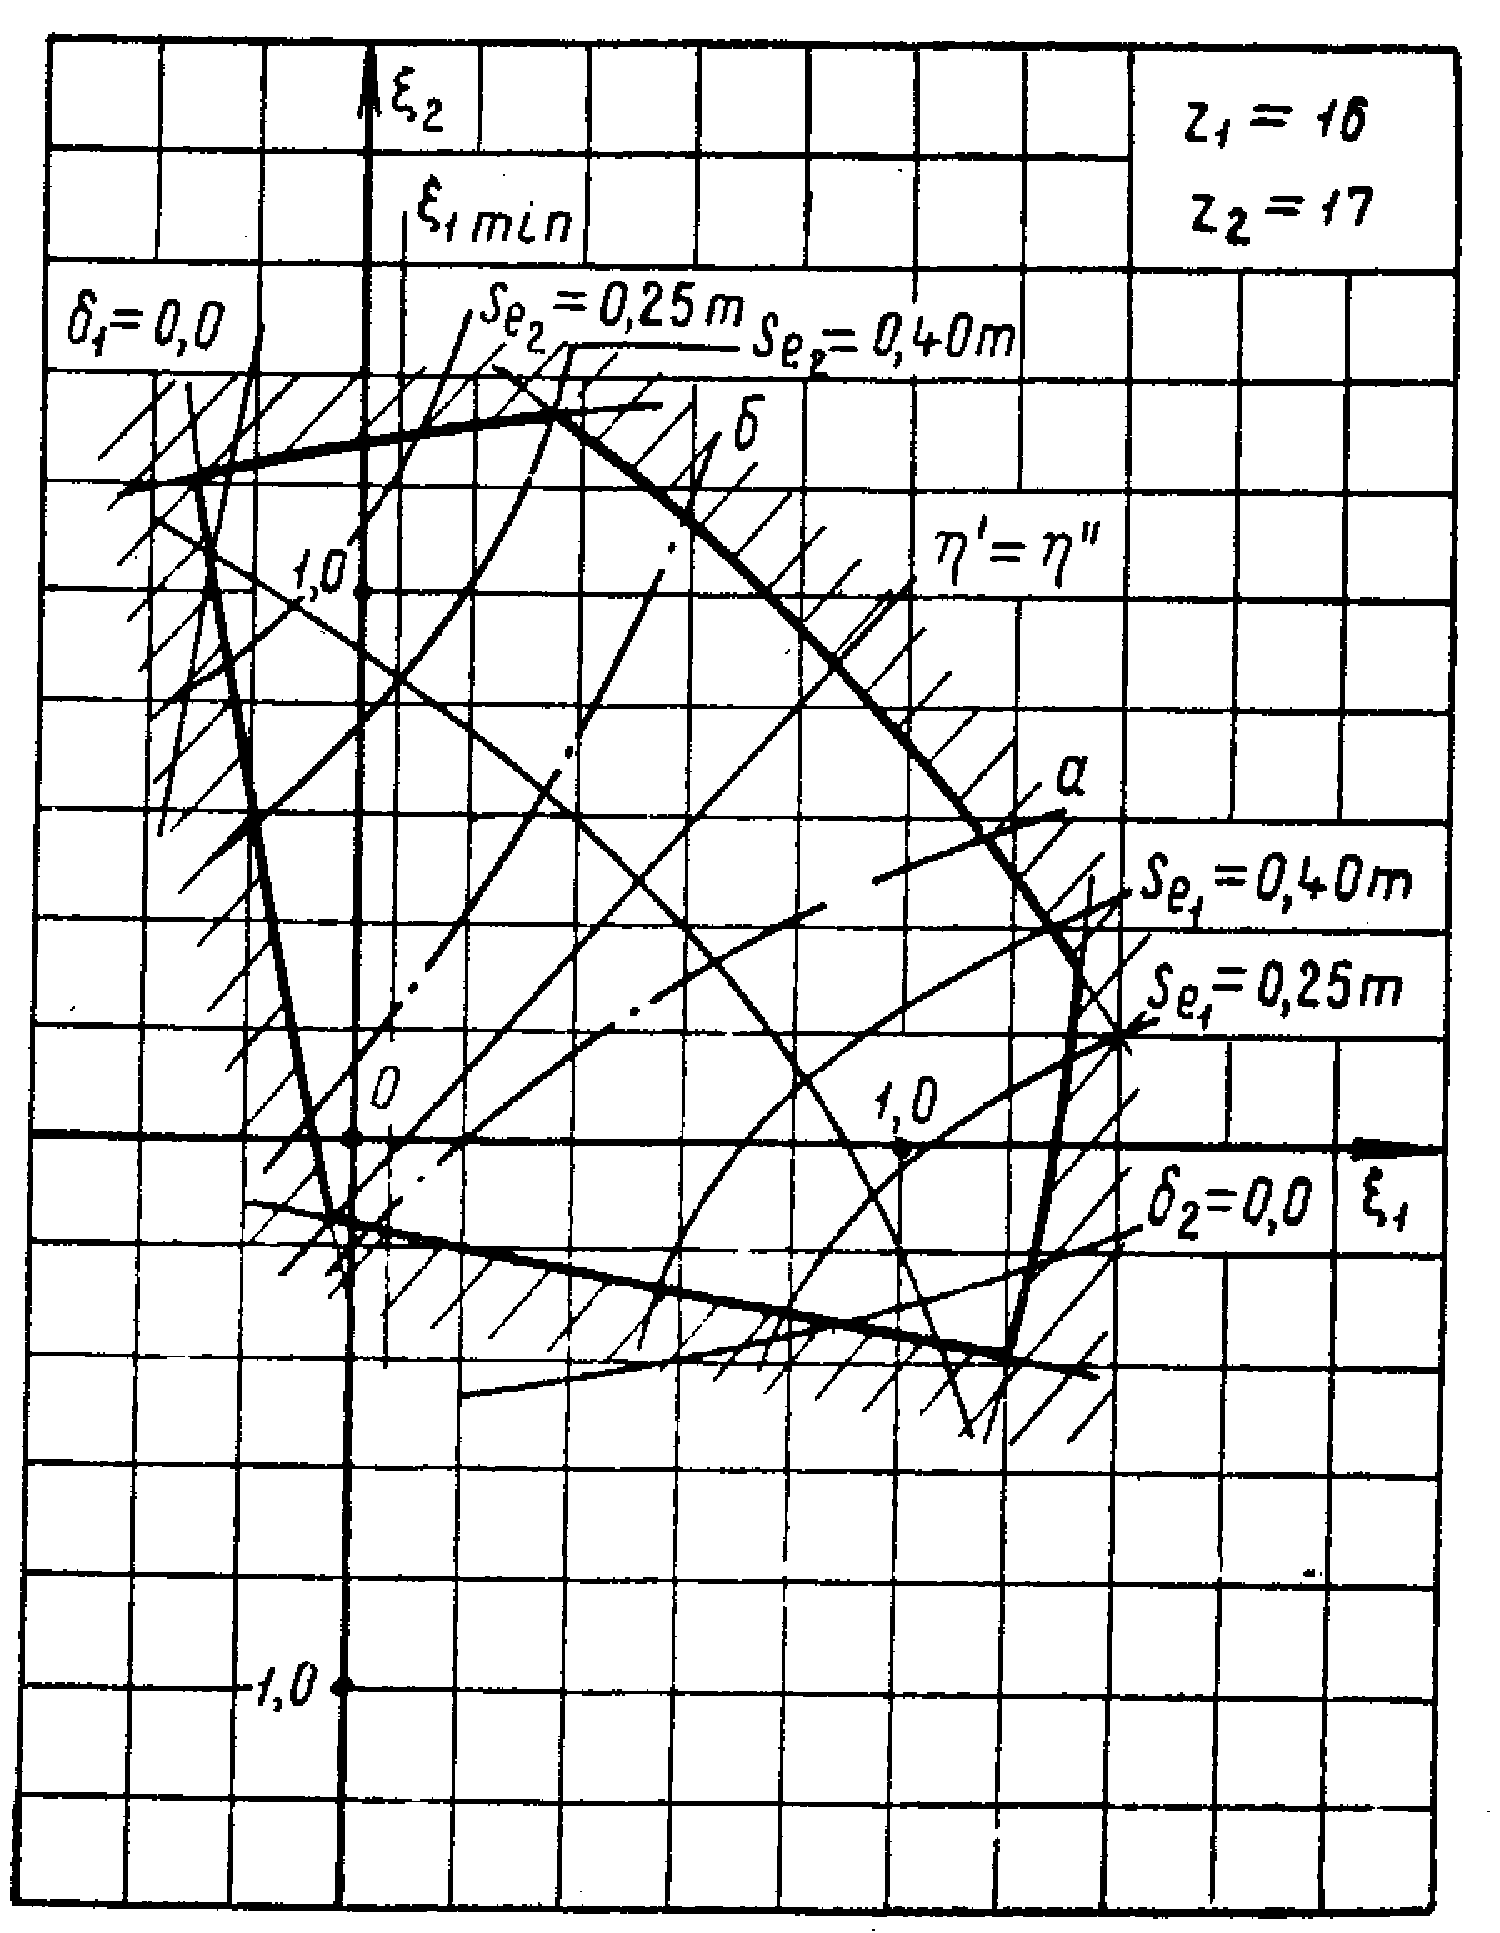 ξ₂
z₁ = 16
ξ₁ min
z₂ = 17
δ₁ = 0,0
sₑ₂ = 0,25 m
sₑ₂ = 0,40 m
б
1,0
η' = η"
a
sₑ₁ = 0,40 m
sₑ₁ = 0,25 m
0
1,0
δ₂ = 0,0
ξ₁
-1,0